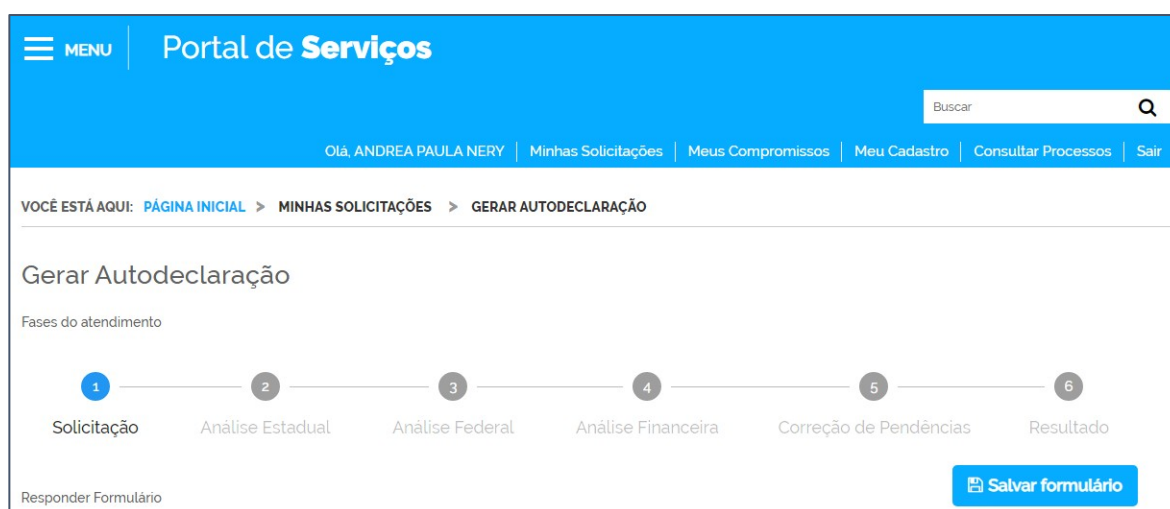 MENU Portal de Serviços
Buscar
Olá, ANDREA PAULA NERY Minhas Solicitações Meus Compromissos Meu Cadastro Consultar Processos Sair
VOCÊ ESTÁ AQUI: PÁGINA INICIAL > MINHAS SOLICITAÇÕES > GERAR AUTODECLARAÇÃO
Gerar Autodeclaração
Fases do atendimento
1 2 3 4 5 6
Solicitação Análise Estadual Análise Federal Análise Financeira Correção de Pendências Resultado
Salvar formulário
Responder Formulário